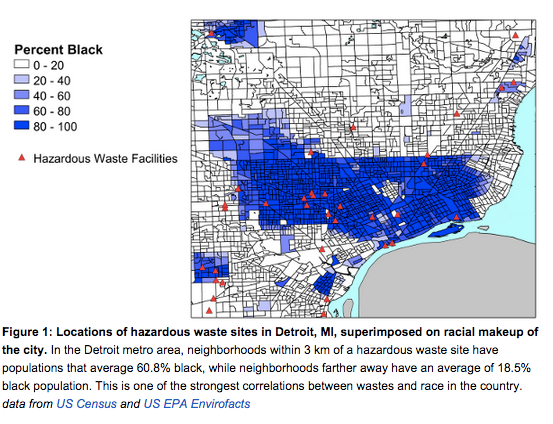 Percent Black
0 - 20
20 - 40
40 - 60
60 - 80
80 - 100
Hazardous Waste Facilities
Figure 1: Locations of hazardous waste sites in Detroit, MI, superimposed on racial makeup of
the city. In the Detroit metro area, neighborhoods within 3 km of a hazardous waste site have
populations that average 60.8% black, while neighborhoods farther away have an average of 18.5%
black population. This is one of the strongest correlations between wastes and race in the country.
data from US Census and US EPA Envirofacts